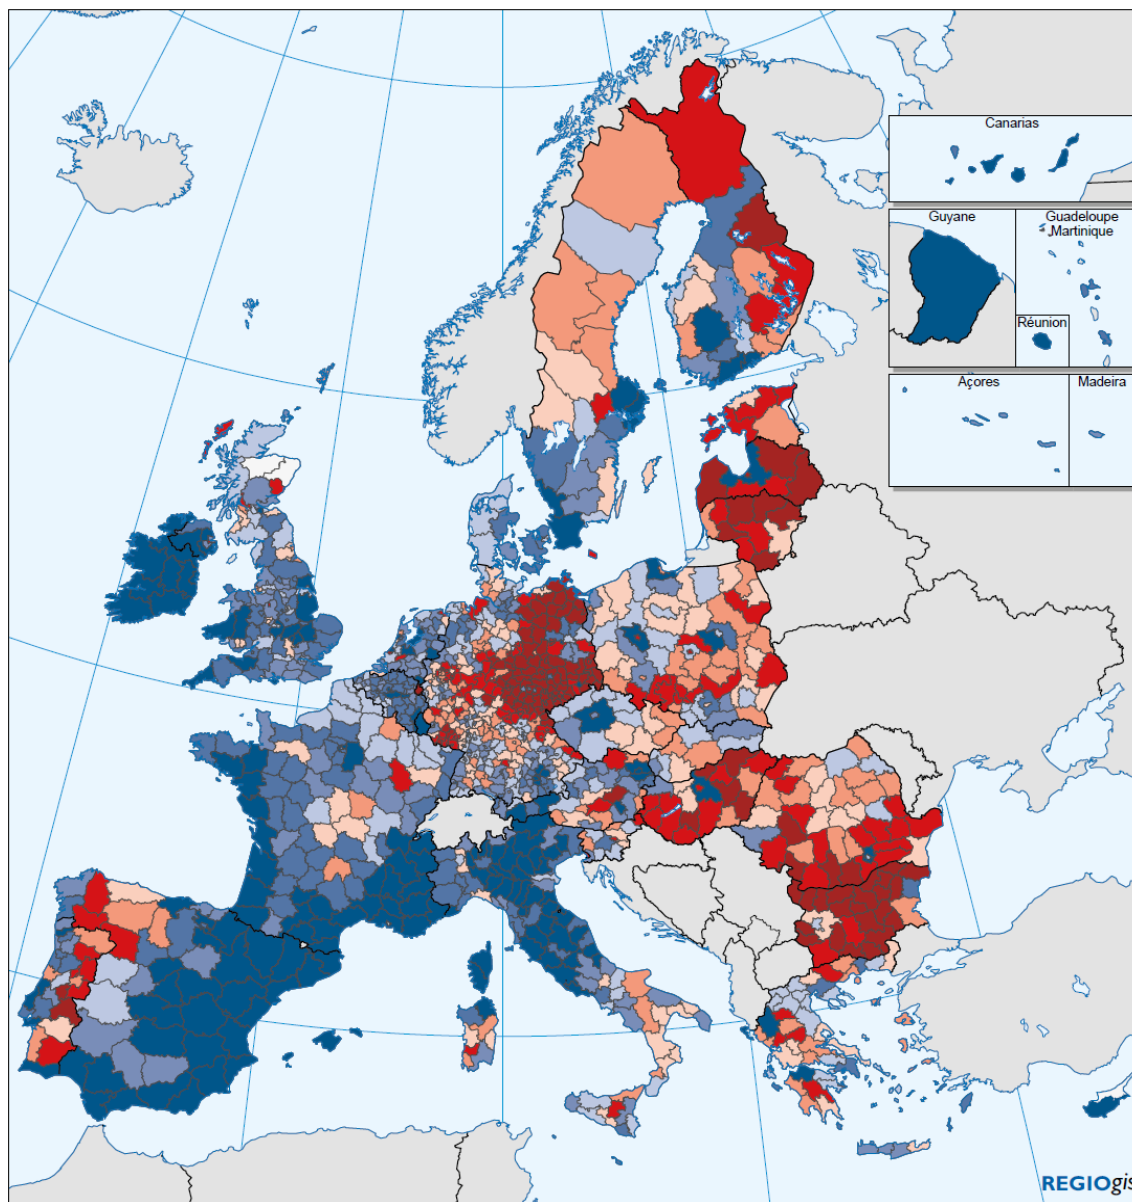 Canarias
Guyane
Guadeloupe
Martinique
Réunion
Açores
Madeira
REGIOgis